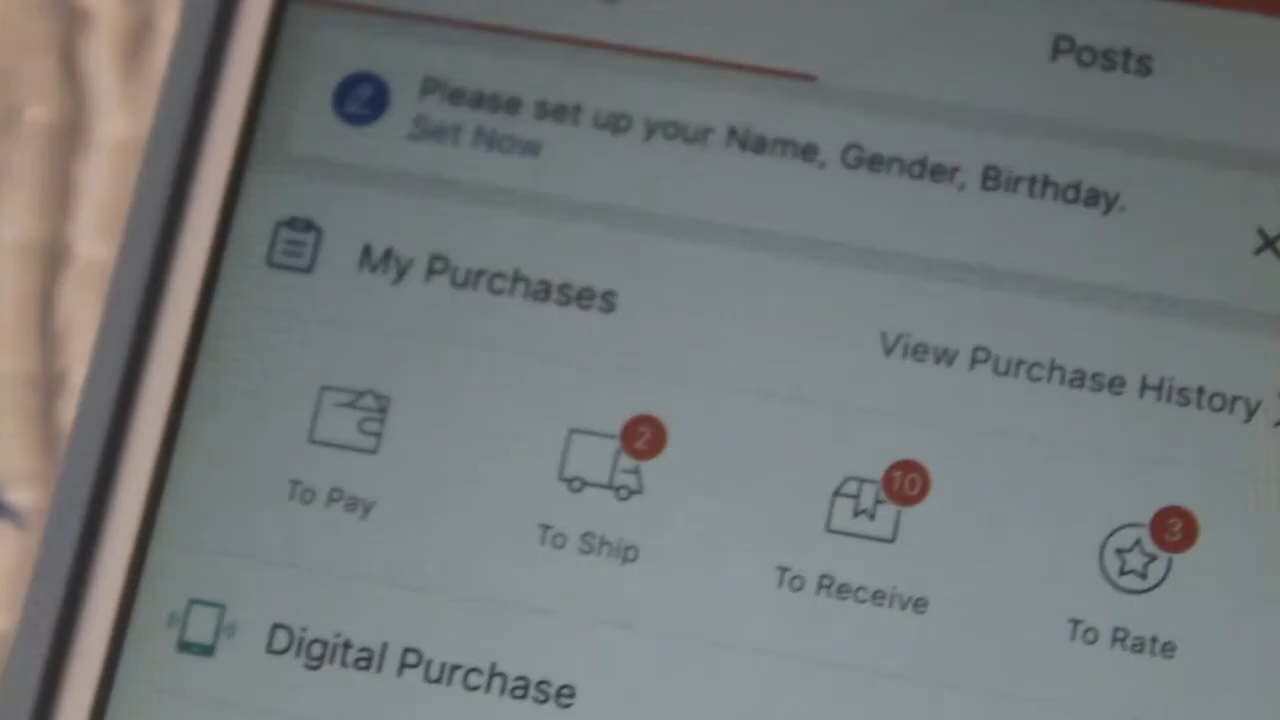 Posts
Please set up your Name, Gender, Birthday.
Set Now
My Purchases
View Purchase History
2
10
3
To Pay
To Ship
To Receive
To Rate
Digital Purchase